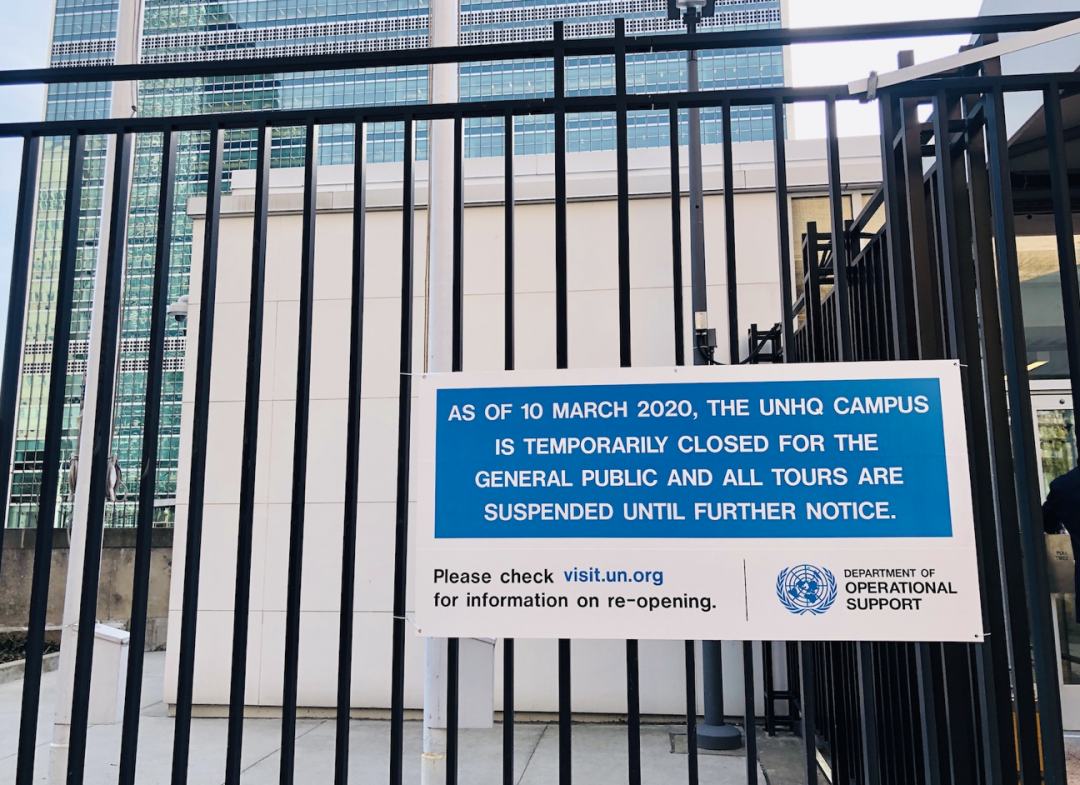 AS OF 10 MARCH 2020, THE UNHQ CAMPUS
IS TEMPORARILY CLOSED FOR THE
GENERAL PUBLIC AND ALL TOURS ARE
SUSPENDED UNTIL FURTHER NOTICE.
Please check visit.un.org
for information on re-opening.
DEPARTMENT OF
OPERATIONAL
SUPPORT